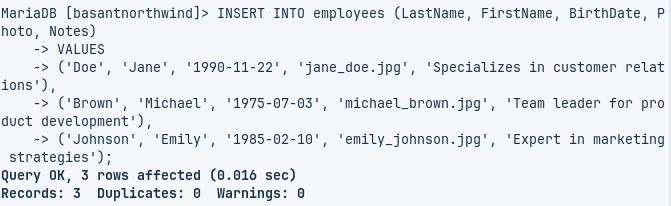 MariaDB [basantnorthwind]> INSERT INTO employees (LastName, FirstName, BirthDate, P
hoto, Notes)
    -> VALUES
    -> ('Doe', 'Jane', '1990-11-22', 'jane_doe.jpg', 'Specializes in customer relat
ions'),
    -> ('Brown', 'Michael', '1975-07-03', 'michael_brown.jpg', 'Team leader for pro
duct development'),
    -> ('Johnson', 'Emily', '1985-02-10', 'emily_johnson.jpg', 'Expert in marketing
 strategies');
Query OK, 3 rows affected (0.016 sec)
Records: 3  Duplicates: 0  Warnings: 0